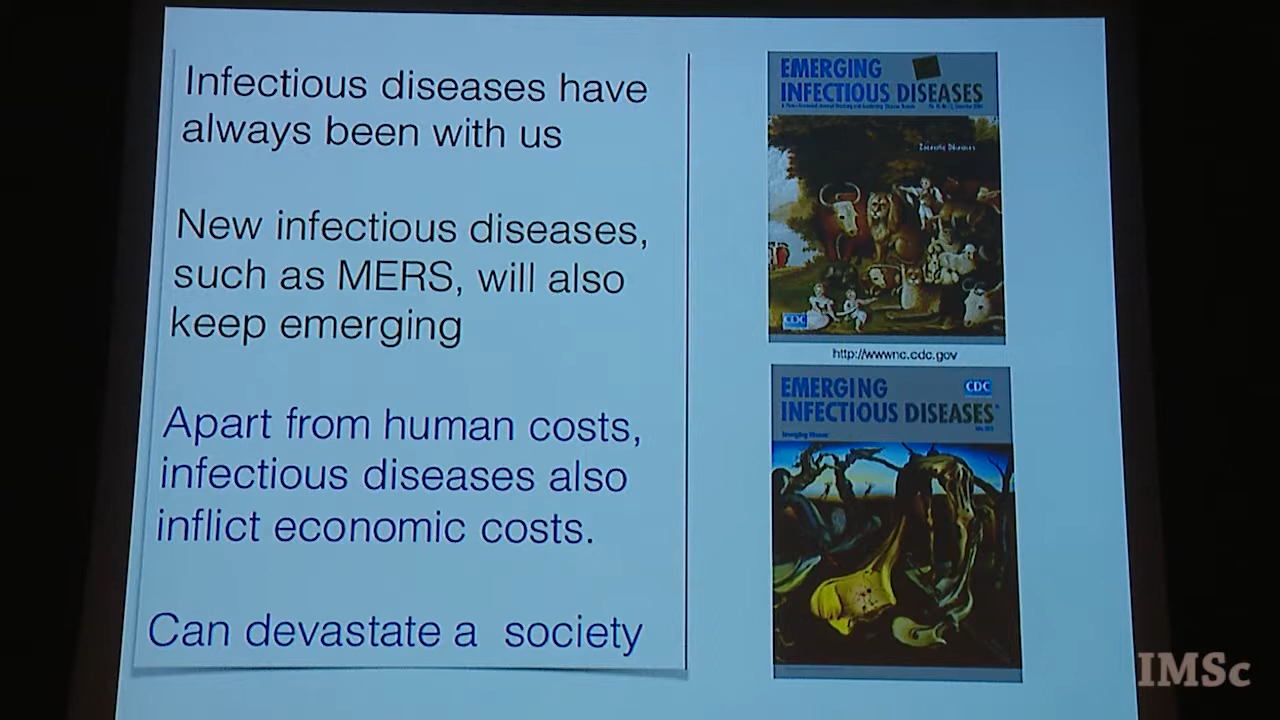 Infectious diseases have
always been with us
New infectious diseases,
such as MERS, will also
keep emerging
Apart from human costs,
infectious diseases also
inflict economic costs.
Can devastate a society
EMERGING
INFECTIOUS DISEASES
Zoonotic Diseases
CDC
http://wwwnc.cdc.gov
EMERGING
CDC
INFECTIOUS DISEASES
IMSc